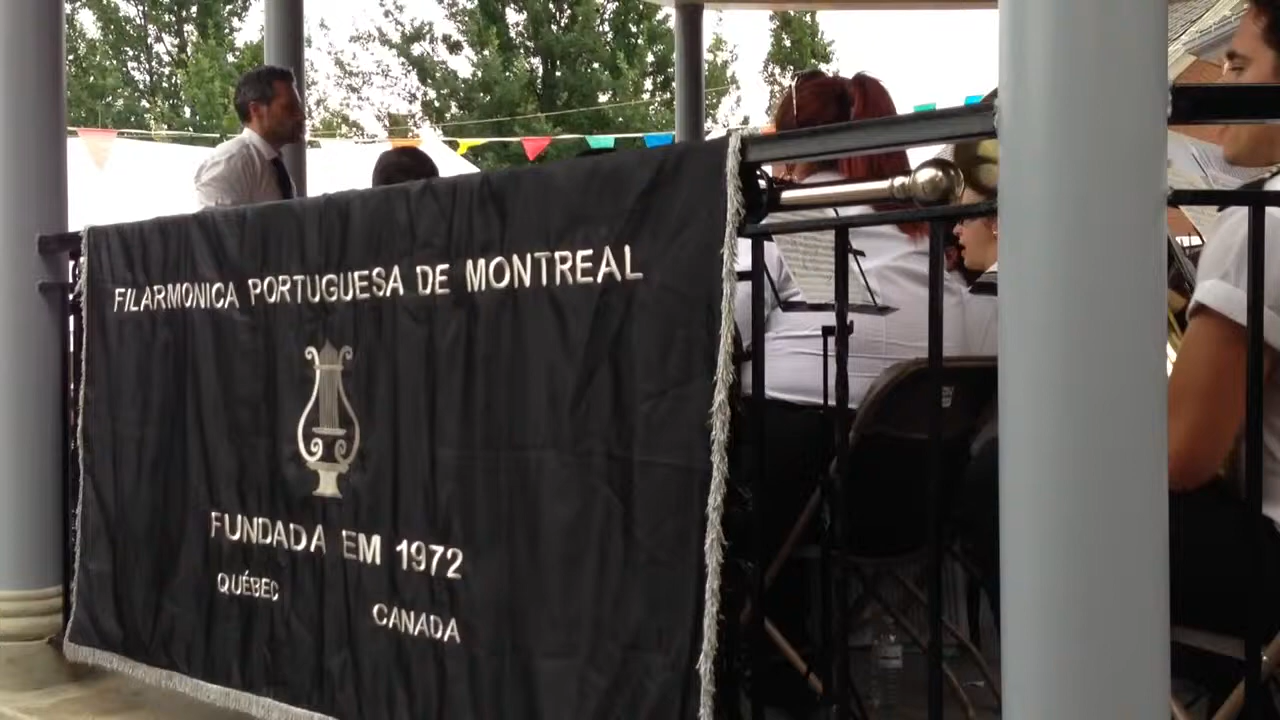 FILARMONICA PORTUGUESA DE MONTREAL
FUNDADA EM 1972
QUÉBEC CANADA